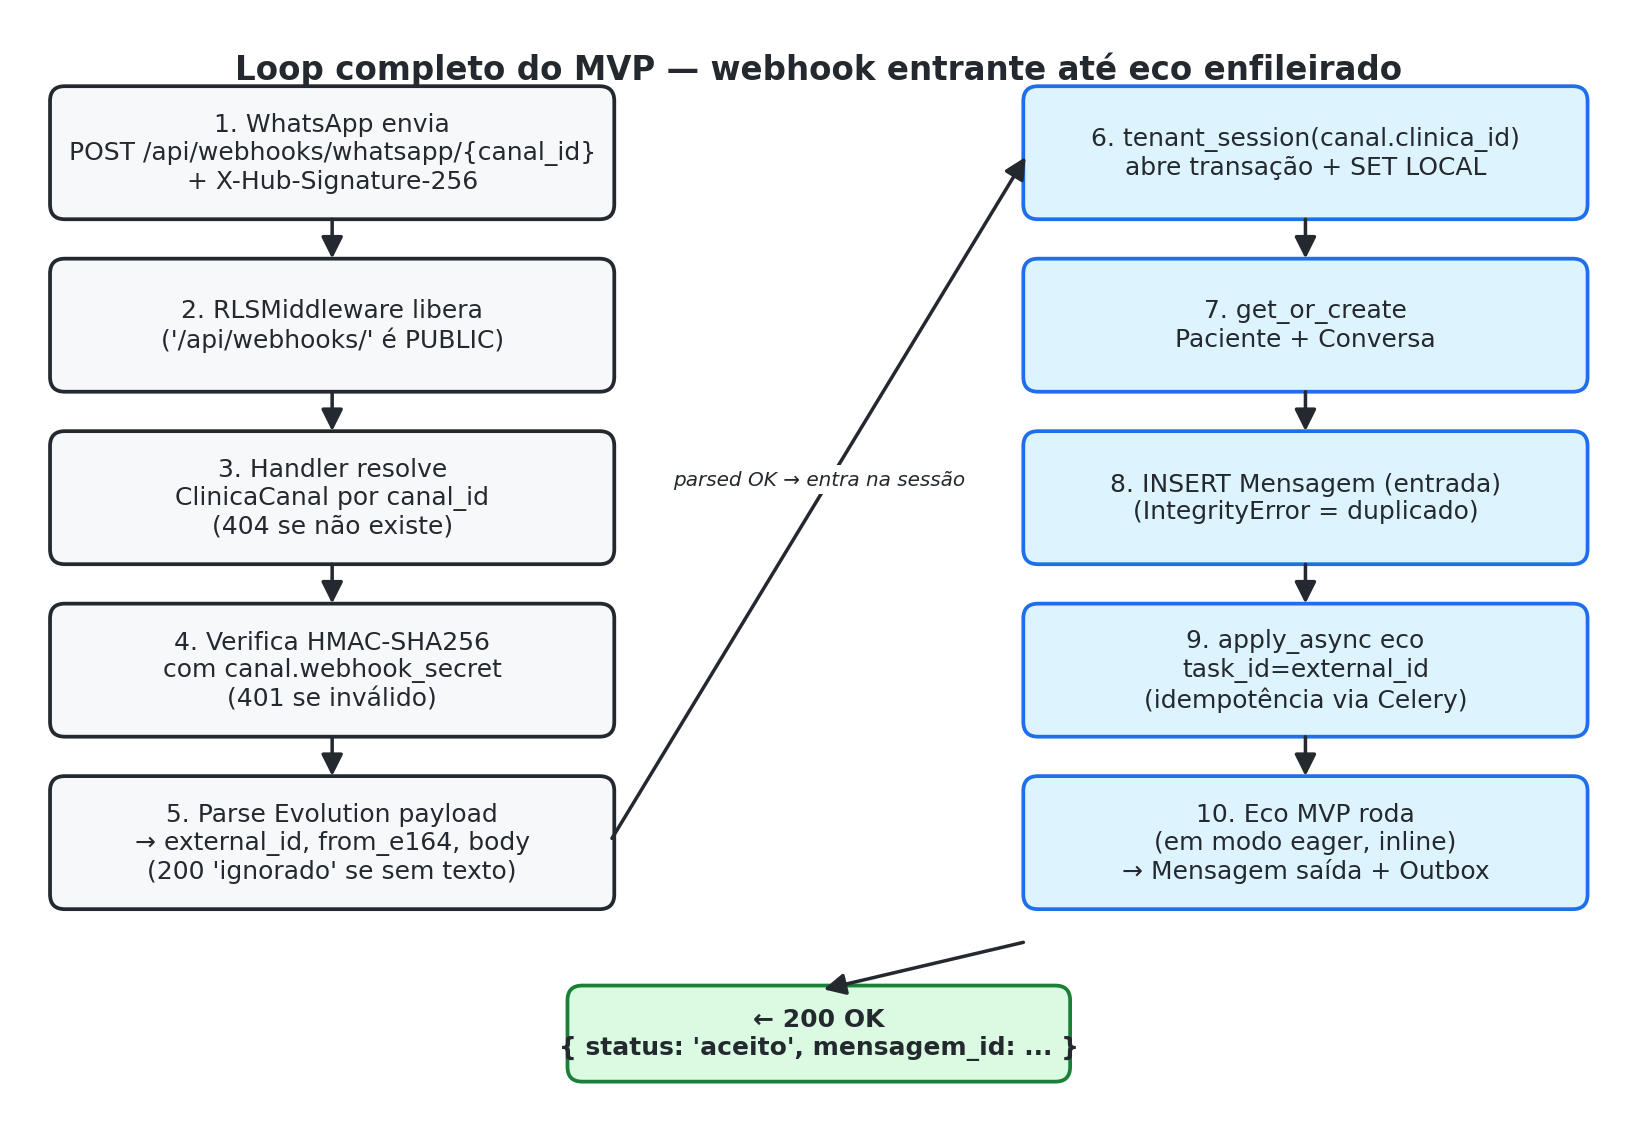 Loop completo do MVP — webhook entrante até eco enfileirado
1. WhatsApp envia
POST /api/webhooks/whatsapp/{canal_id}
+ X-Hub-Signature-256
2. RLSMiddleware libera
('/api/webhooks/' é PUBLIC)
3. Handler resolve
ClinicaCanal por canal_id
(404 se não existe)
4. Verifica HMAC-SHA256
com canal.webhook_secret
(401 se inválido)
5. Parse Evolution payload
→ external_id, from_e164, body
(200 'ignorado' se sem texto)
parsed OK → entra na sessão
6. tenant_session(canal.clinica_id)
abre transação + SET LOCAL
7. get_or_create
Paciente + Conversa
8. INSERT Mensagem (entrada)
(IntegrityError = duplicado)
9. apply_async eco
task_id=external_id
(idempotência via Celery)
10. Eco MVP roda
(em modo eager, inline)
→ Mensagem saída + Outbox
← 200 OK
{ status: 'aceito', mensagem_id: ... }